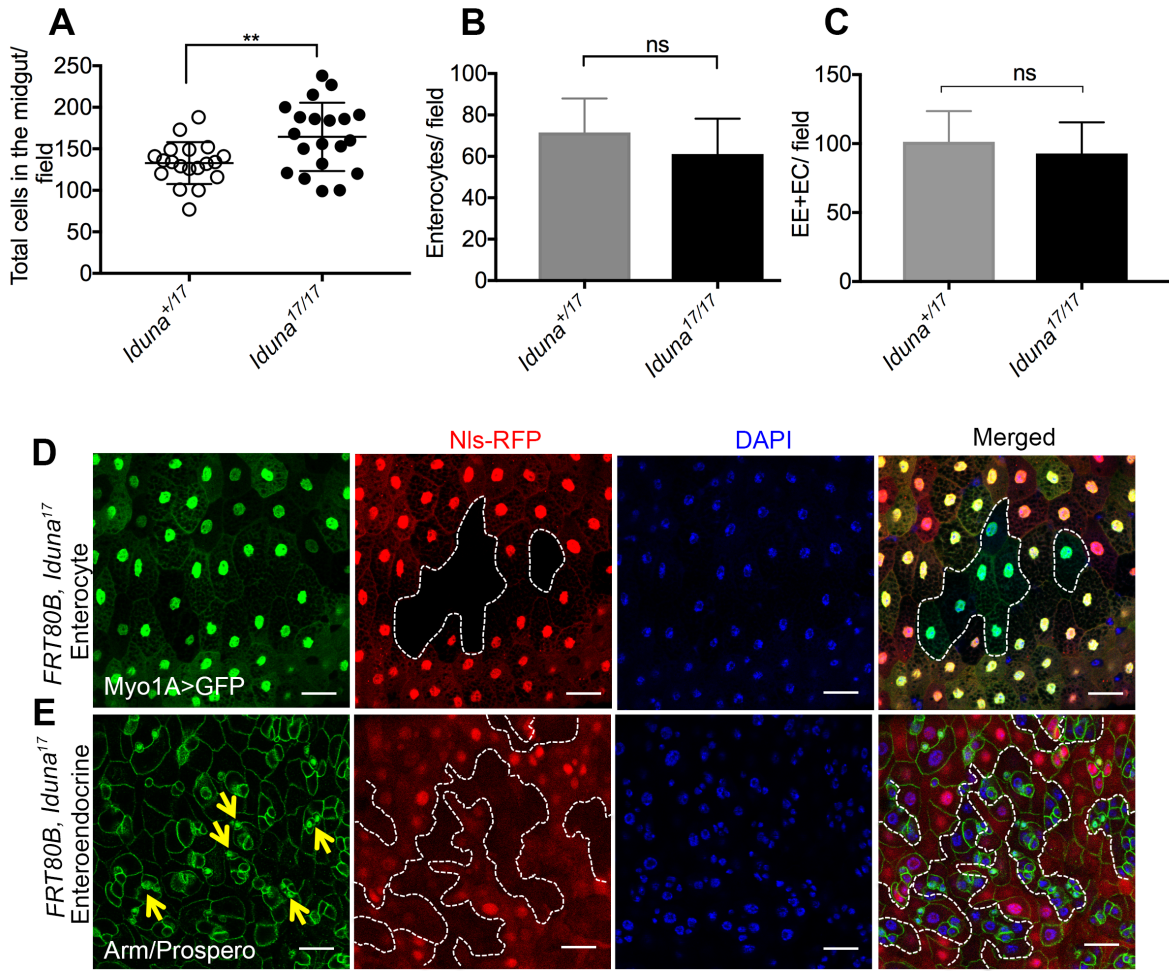 A
**
Total cells in the midgut/
field
250
200
150
100
50
0
Iduna+/17
Iduna17/17
B
ns
Enterocytes/ field
100
80
60
40
20
0
Iduna+/17
Iduna17/17
C
ns
EE+EC/ field
150
100
50
0
Iduna+/17
Iduna17/17
Nls-RFP
DAPI
Merged
D
FRT80B, Iduna17
Enterocyte
Myo1A>GFP
E
FRT80B, Iduna17
Enteroendocrine
Arm/Prospero